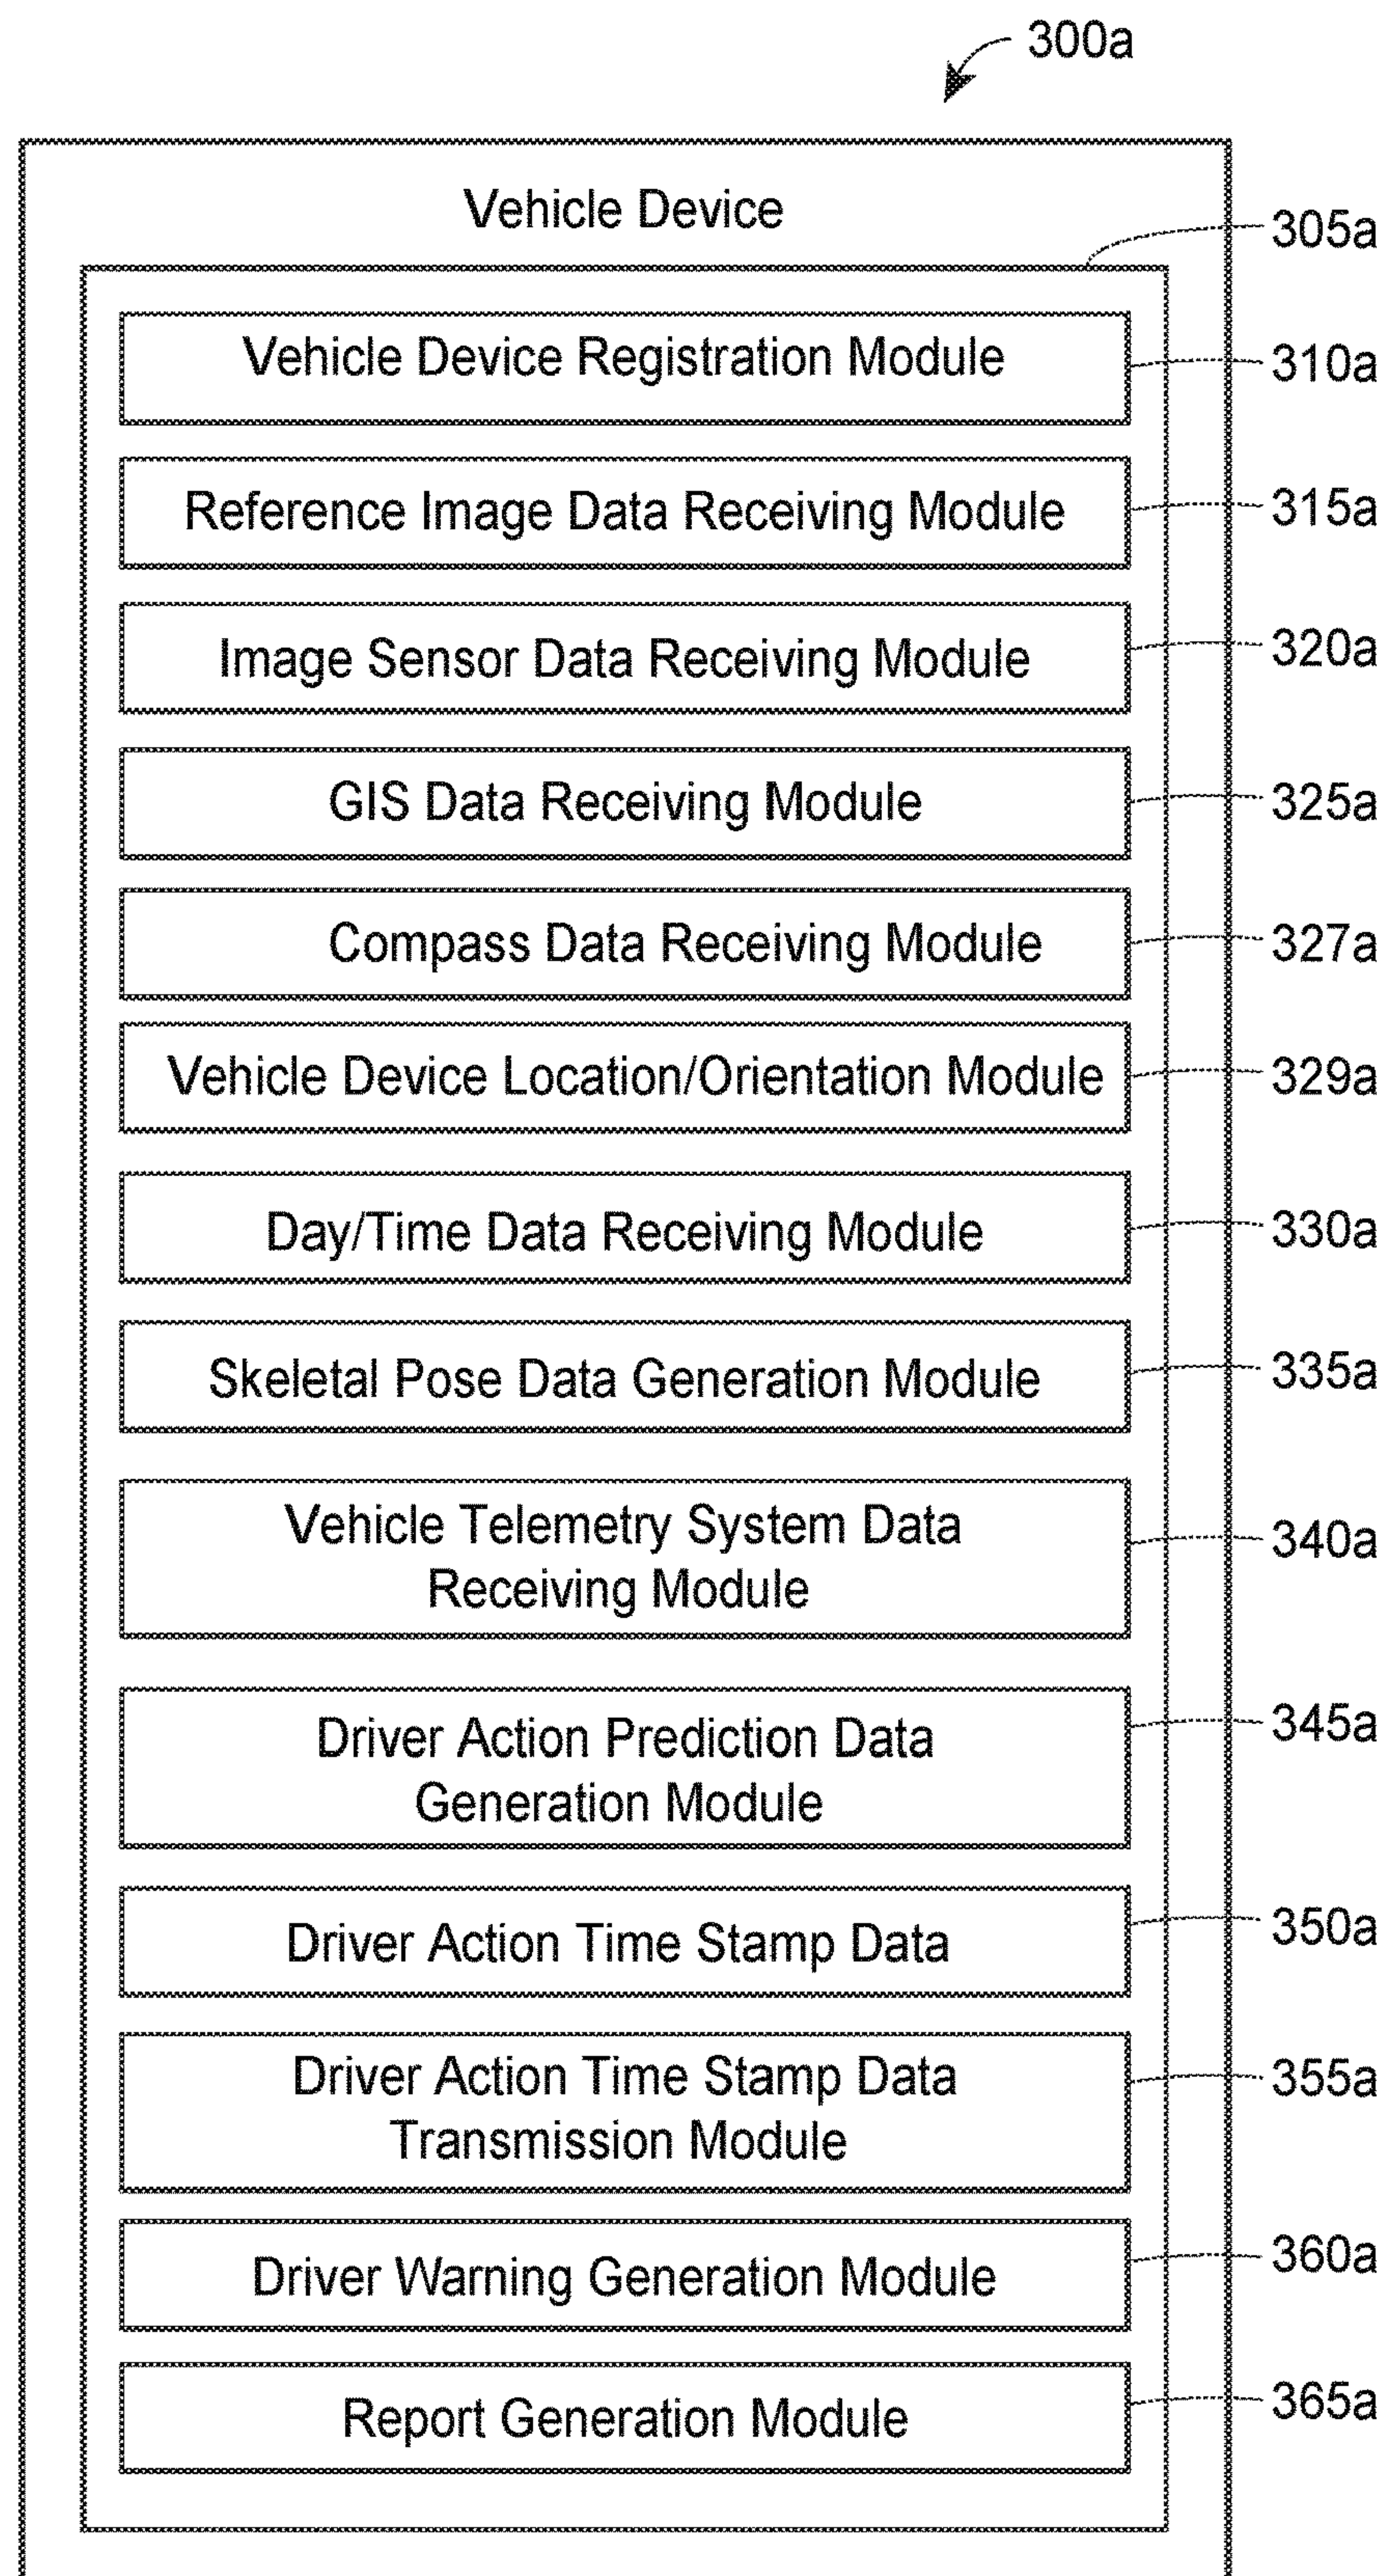 300a
Vehicle Device
305a
Vehicle Device Registration Module
310a
Reference Image Data Receiving Module
315a
Image Sensor Data Receiving Module
320a
GIS Data Receiving Module
325a
Compass Data Receiving Module
327a
Vehicle Device Location/Orientation Module
329a
Day/Time Data Receiving Module
330a
Skeletal Pose Data Generation Module
335a
Vehicle Telemetry System Data
Receiving Module
340a
Driver Action Prediction Data
Generation Module
345a
Driver Action Time Stamp Data
350a
Driver Action Time Stamp Data
Transmission Module
355a
Driver Warning Generation Module
360a
Report Generation Module
365a